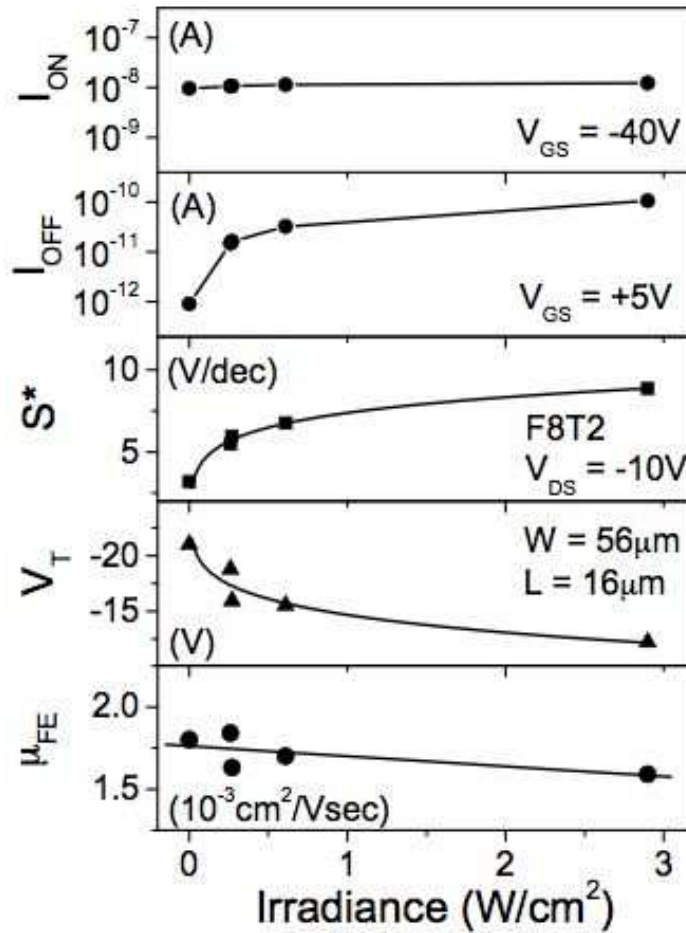 I_ON
(A)
10^-7
10^-8
10^-9
V_GS = -40V
I_OFF
(A)
10^-10
10^-11
10^-12
V_GS = +5V
S*
(V/dec)
10
5
F8T2
V_DS = -10V
V_T
-20
-15
(V)
W = 56μm
L = 16μm
μ_FE
2.0
1.5
(10^-3cm^2/Vsec)
0 1 2 3
Irradiance (W/cm^2)